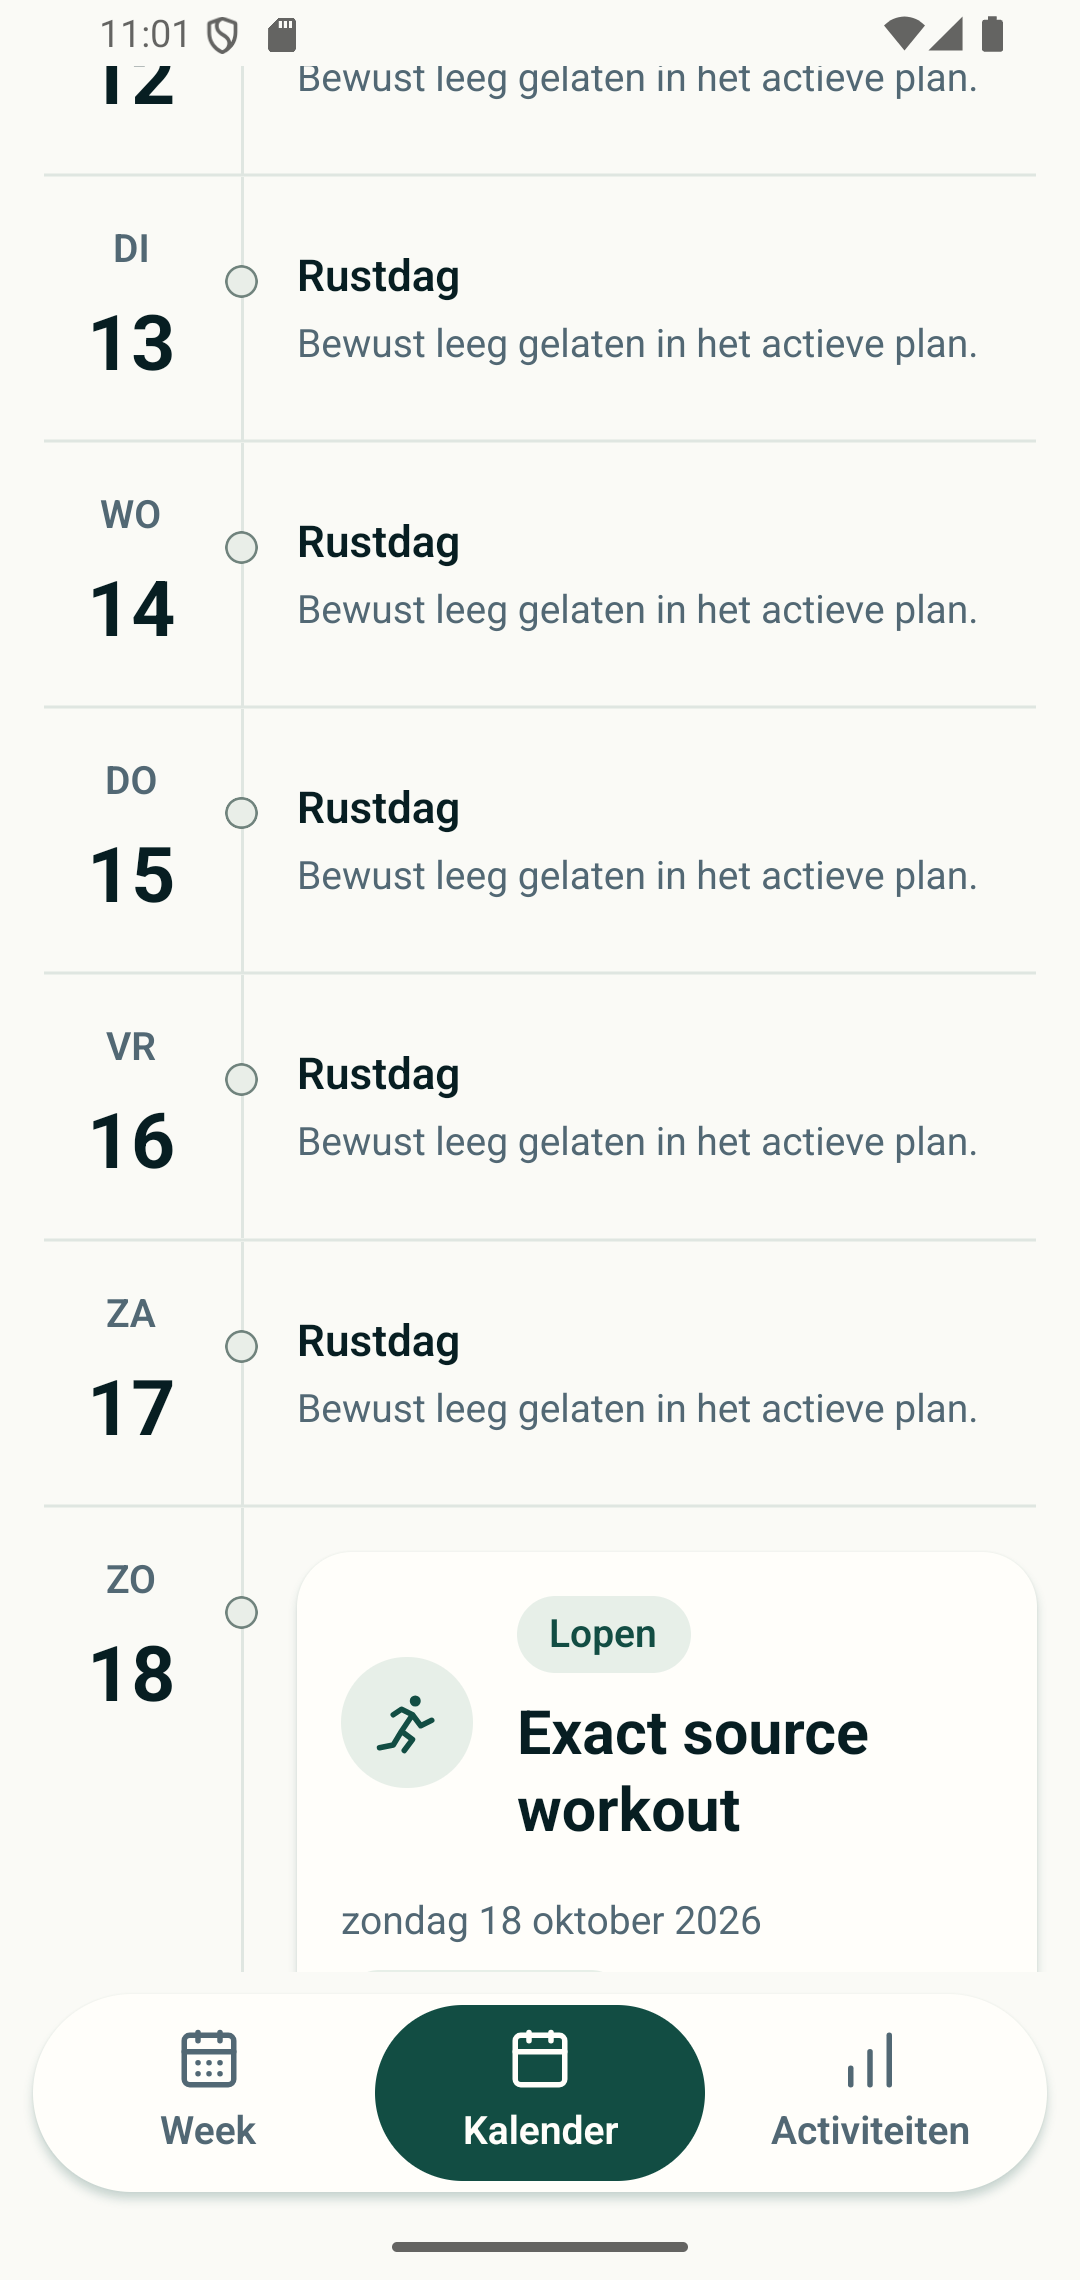 11:01
12
Bewust leeg gelaten in het actieve plan.
DI
13
Rustdag
Bewust leeg gelaten in het actieve plan.
WO
14
Rustdag
Bewust leeg gelaten in het actieve plan.
DO
15
Rustdag
Bewust leeg gelaten in het actieve plan.
VR
16
Rustdag
Bewust leeg gelaten in het actieve plan.
ZA
17
Rustdag
Bewust leeg gelaten in het actieve plan.
ZO
18
Lopen
Exact source
workout
zondag 18 oktober 2026
Week
Kalender
Activiteiten